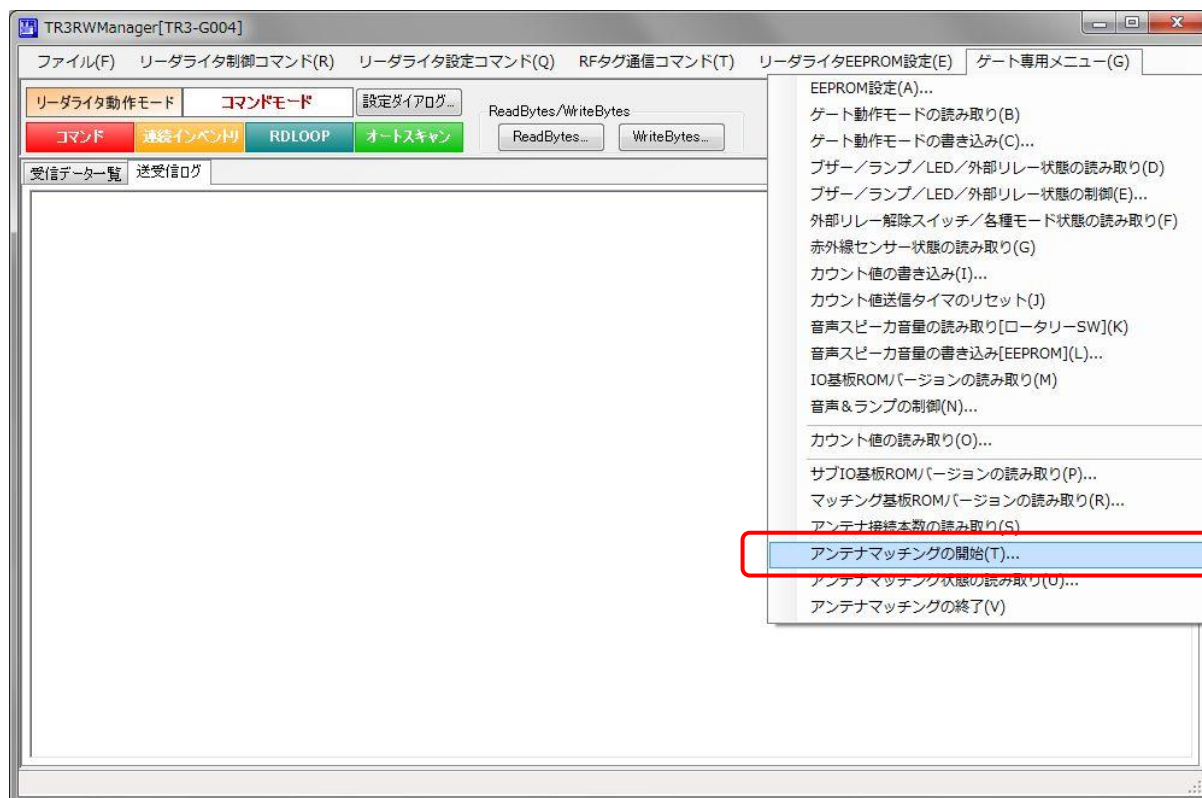 TR3RWManager[TR3-G004]
ファイル(F) リーダライタ制御コマンド(R) リーダライタ設定コマンド(Q) RFタグ通信コマンド(T) リーダライタEEPROM設定(E) ゲート専用メニュー(G)
リーダライタ動作モード コマンドモード 設定ダイアログ...
ReadBytes/WriteBytes
コマンド 連続インベントリ RDLOOP オートスキャン ReadBytes... WriteBytes...
受信データ一覧 送受信ログ
EEPROM設定(A)...
ゲート動作モードの読み取り(B)
ゲート動作モードの書き込み(C)...
ブザー/ランプ/LED/外部リレー状態の読み取り(D)
ブザー/ランプ/LED/外部リレー状態の制御(E)...
外部リレー解除スイッチ/各種モード状態の読み取り(F)
赤外線センサー状態の読み取り(G)
カウント値の書き込み(I)...
カウント値送信タイマのリセット(J)
音声スピーカ音量の読み取り[ロータリーSW](K)
音声スピーカ音量の書き込み[EEPROM](L)...
IO基板ROMバージョンの読み取り(M)
音声&ランプの制御(N)...
カウント値の読み取り(O)...
サブIO基板ROMバージョンの読み取り(P)...
マッチング基板ROMバージョンの読み取り(R)...
アンテナ接続本数の読み取り(S)
アンテナマッチングの開始(T)...
アンテナマッチング状態の読み取り(U)...
アンテナマッチングの終了(V)